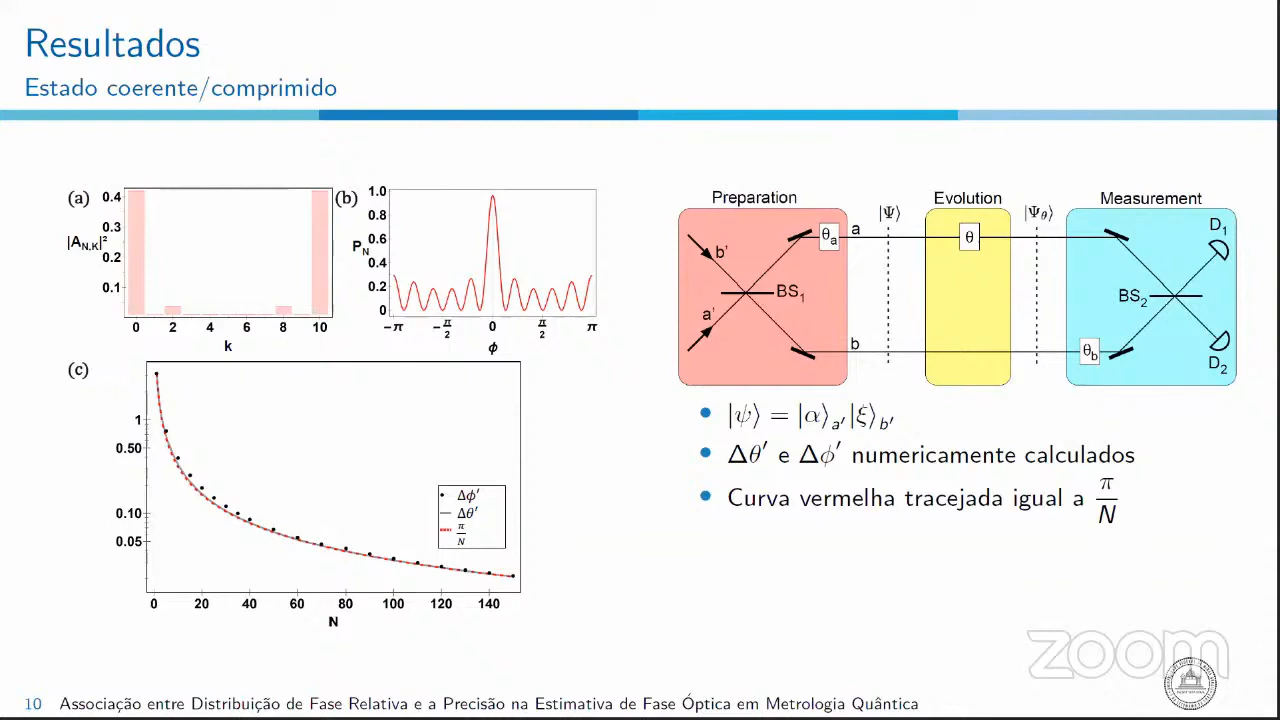 Resultados
Estado coerente/comprimido
(a)
0.4
0.3
|A_N,K|²
0.2
0.1
0 2 4 6 8 10
k
(b)
1.0
0.8
P_N 0.6
0.4
0.2
0
−π −π/2 0 π/2 π
ϕ
(c)
1
0.50
0.10
0.05
0 20 40 60 80 100 120 140
N
Δϕ′
Δθ′
π/N
Preparation Evolution Measurement
|Ψ⟩ |Ψ_θ⟩
θ_a a θ D₁
b′
BS₁ BS₂
a′
b θ_b D₂
• |ψ⟩ = |α⟩_a′ |ξ⟩_b′
• Δθ′ e Δϕ′ numericamente calculados
• Curva vermelha tracejada igual a π/N
zoom
10 Associação entre Distribuição de Fase Relativa e a Precisão na Estimativa de Fase Óptica em Metrologia Quântica